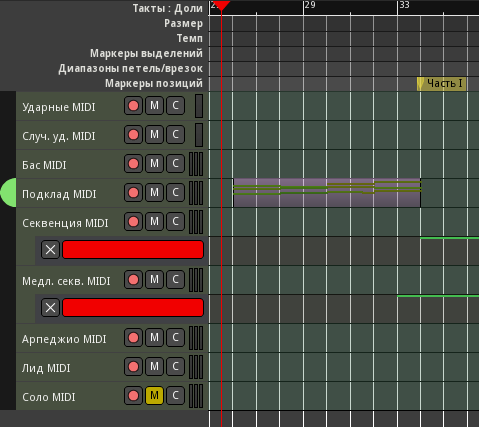 Такты : Доли 29 33
Размер
Темп
Маркеры выделений
Диапазоны петель/врезок
Маркеры позиций Часть I
Ударные MIDI M С
Случ. уд. MIDI M С
Бас MIDI M С
Подклад MIDI M С
Секвенция MIDI M С
Медл. секв. MIDI M С
Арпеджио MIDI M С
Лид MIDI M С
Соло MIDI M С